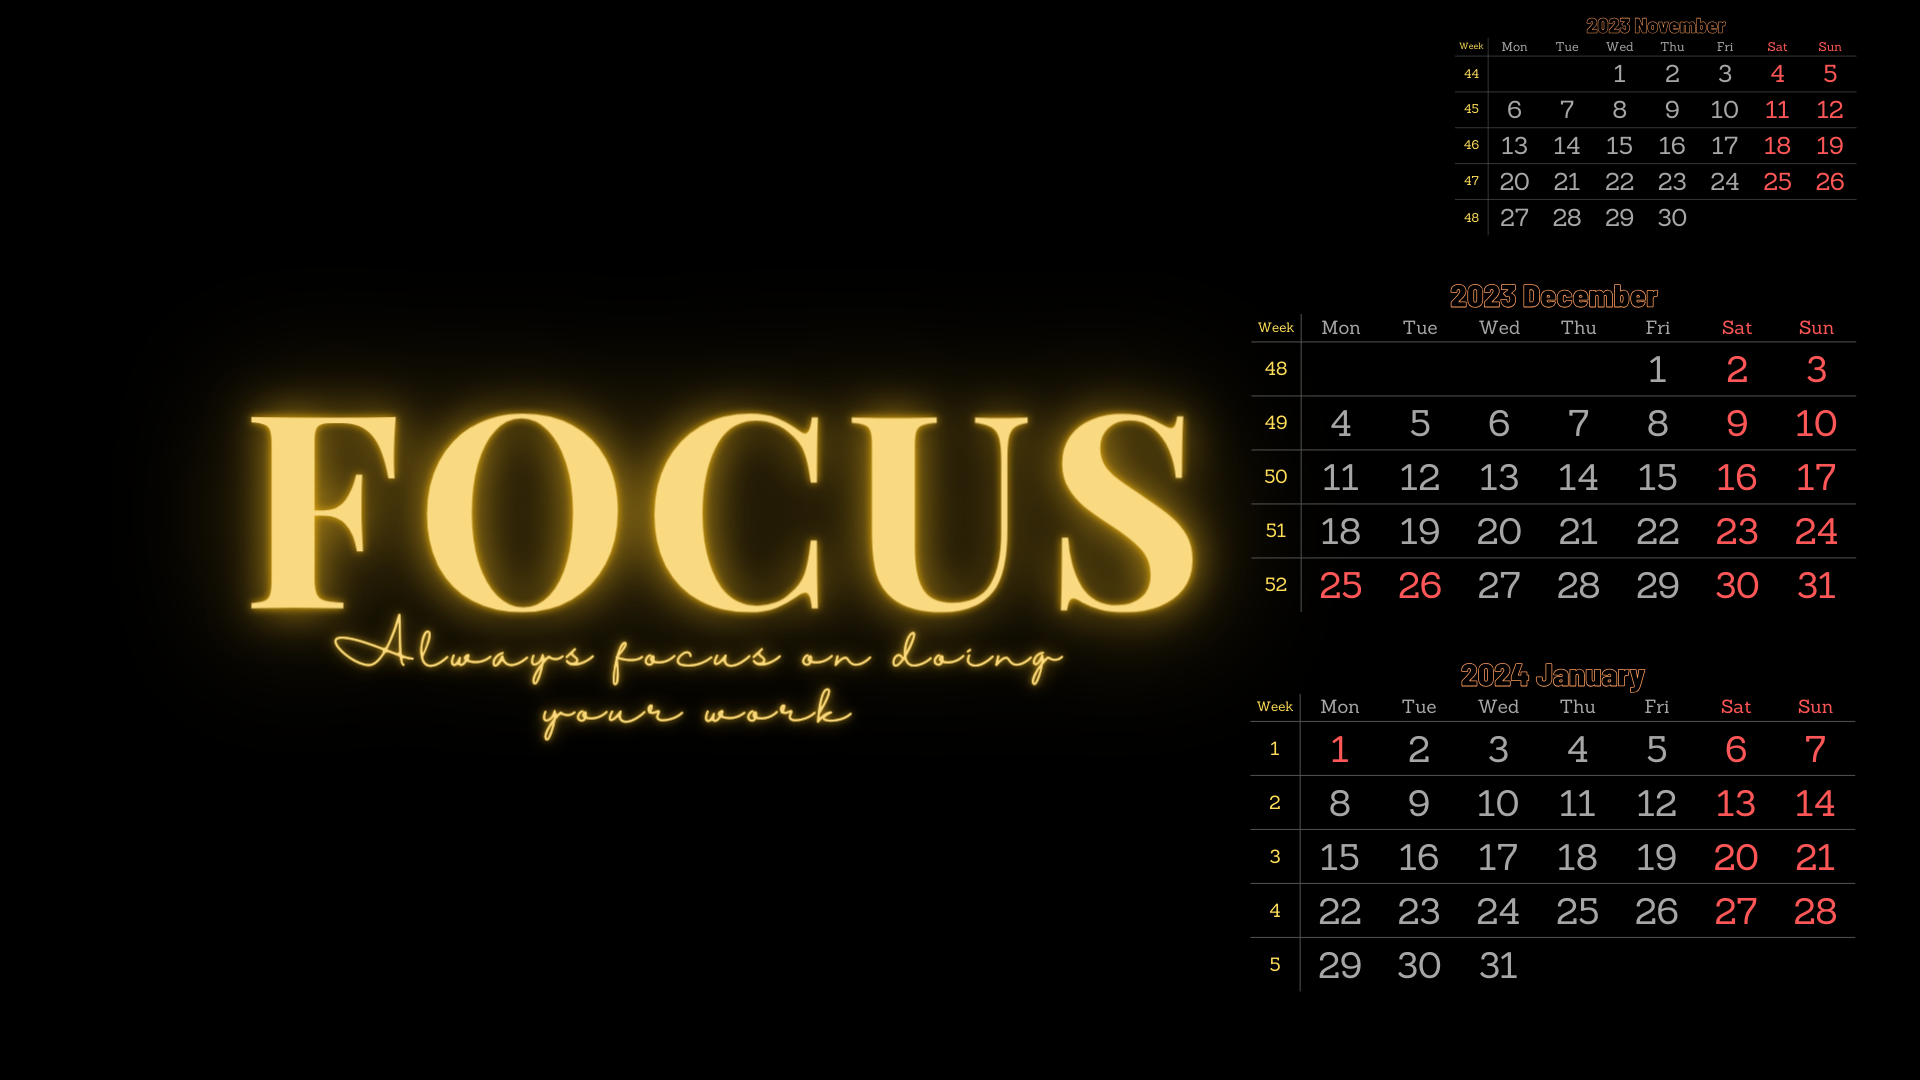 FOCUS
Always focus on doing
your work
2023 November
Week Mon Tue Wed Thu Fri Sat Sun
44 1 2 3 4 5
45 6 7 8 9 10 11 12
46 13 14 15 16 17 18 19
47 20 21 22 23 24 25 26
48 27 28 29 30
2023 December
Week Mon Tue Wed Thu Fri Sat Sun
48 1 2 3
49 4 5 6 7 8 9 10
50 11 12 13 14 15 16 17
51 18 19 20 21 22 23 24
52 25 26 27 28 29 30 31
2024 January
Week Mon Tue Wed Thu Fri Sat Sun
1 1 2 3 4 5 6 7
2 8 9 10 11 12 13 14
3 15 16 17 18 19 20 21
4 22 23 24 25 26 27 28
5 29 30 31